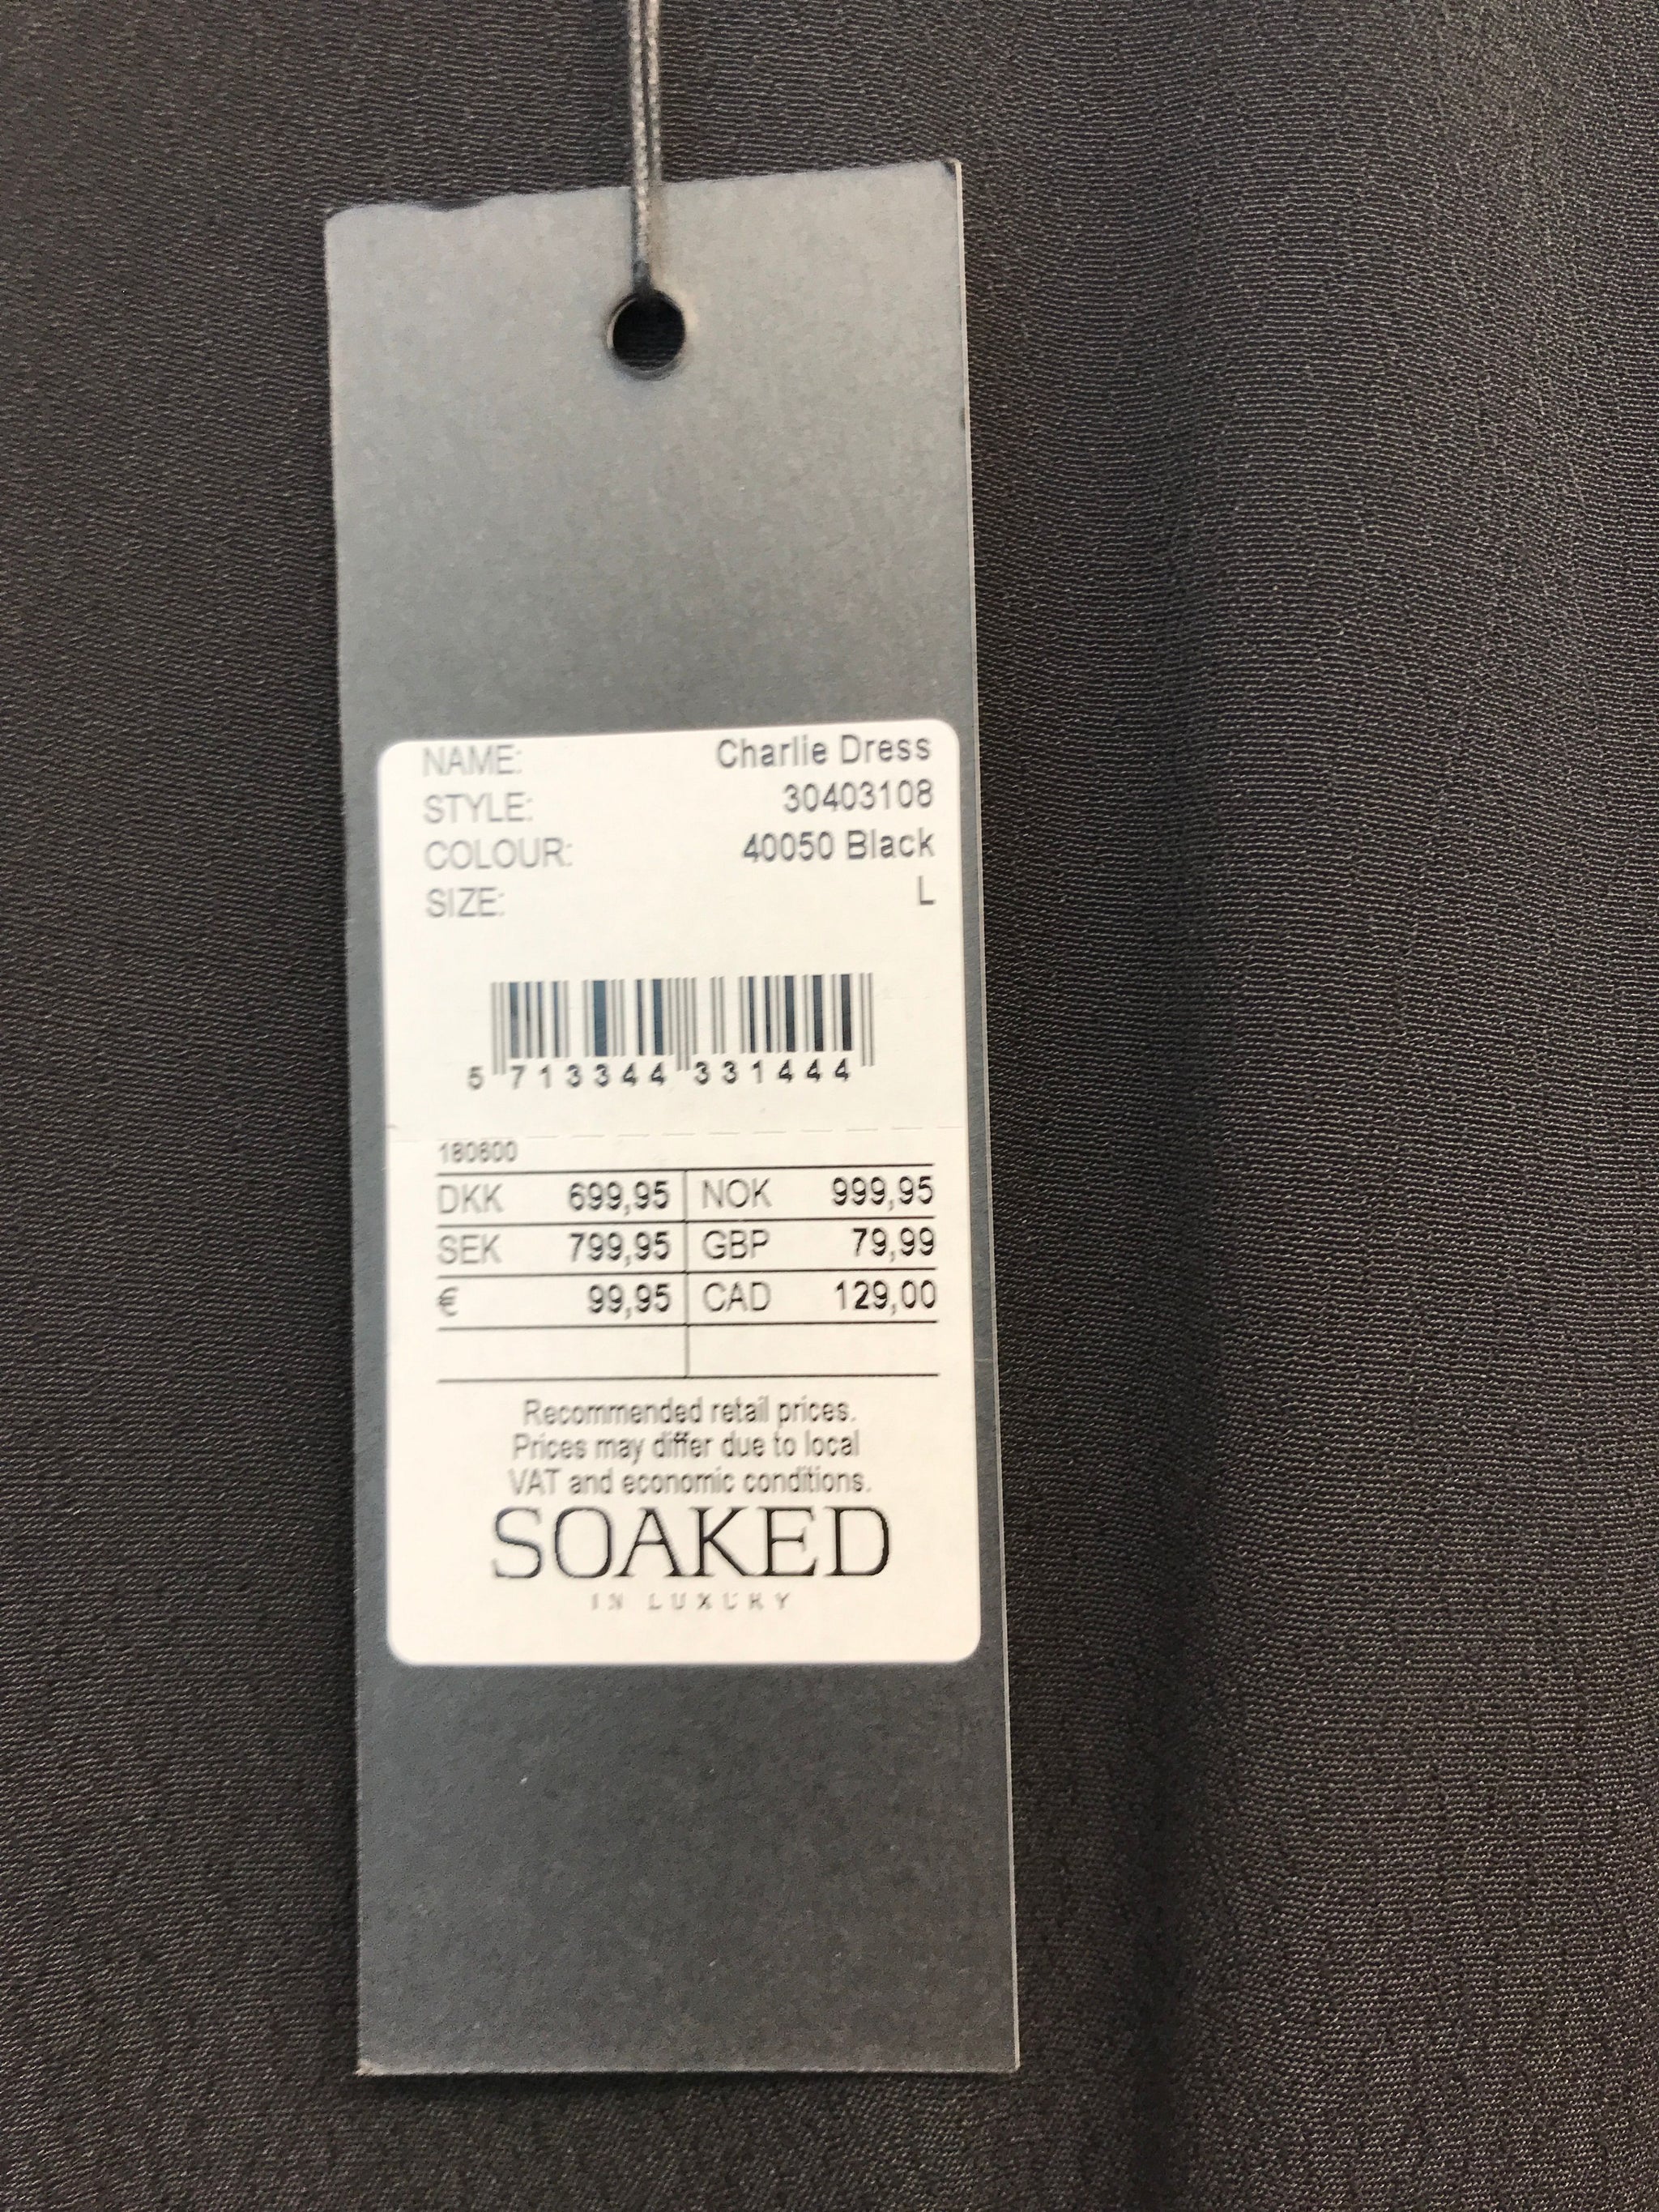 NAME: Charlie Dress
STYLE: 30403108
COLOUR: 40050 Black
SIZE: L
5 713344 331444
180600
DKK 699,95 NOK 999,95
SEK 799,95 GBP 79,99
€ 99,95 CAD 129,00
Recommended retail prices.
Prices may differ due to local
VAT and economic conditions.
SOAKED
IN LUXURY